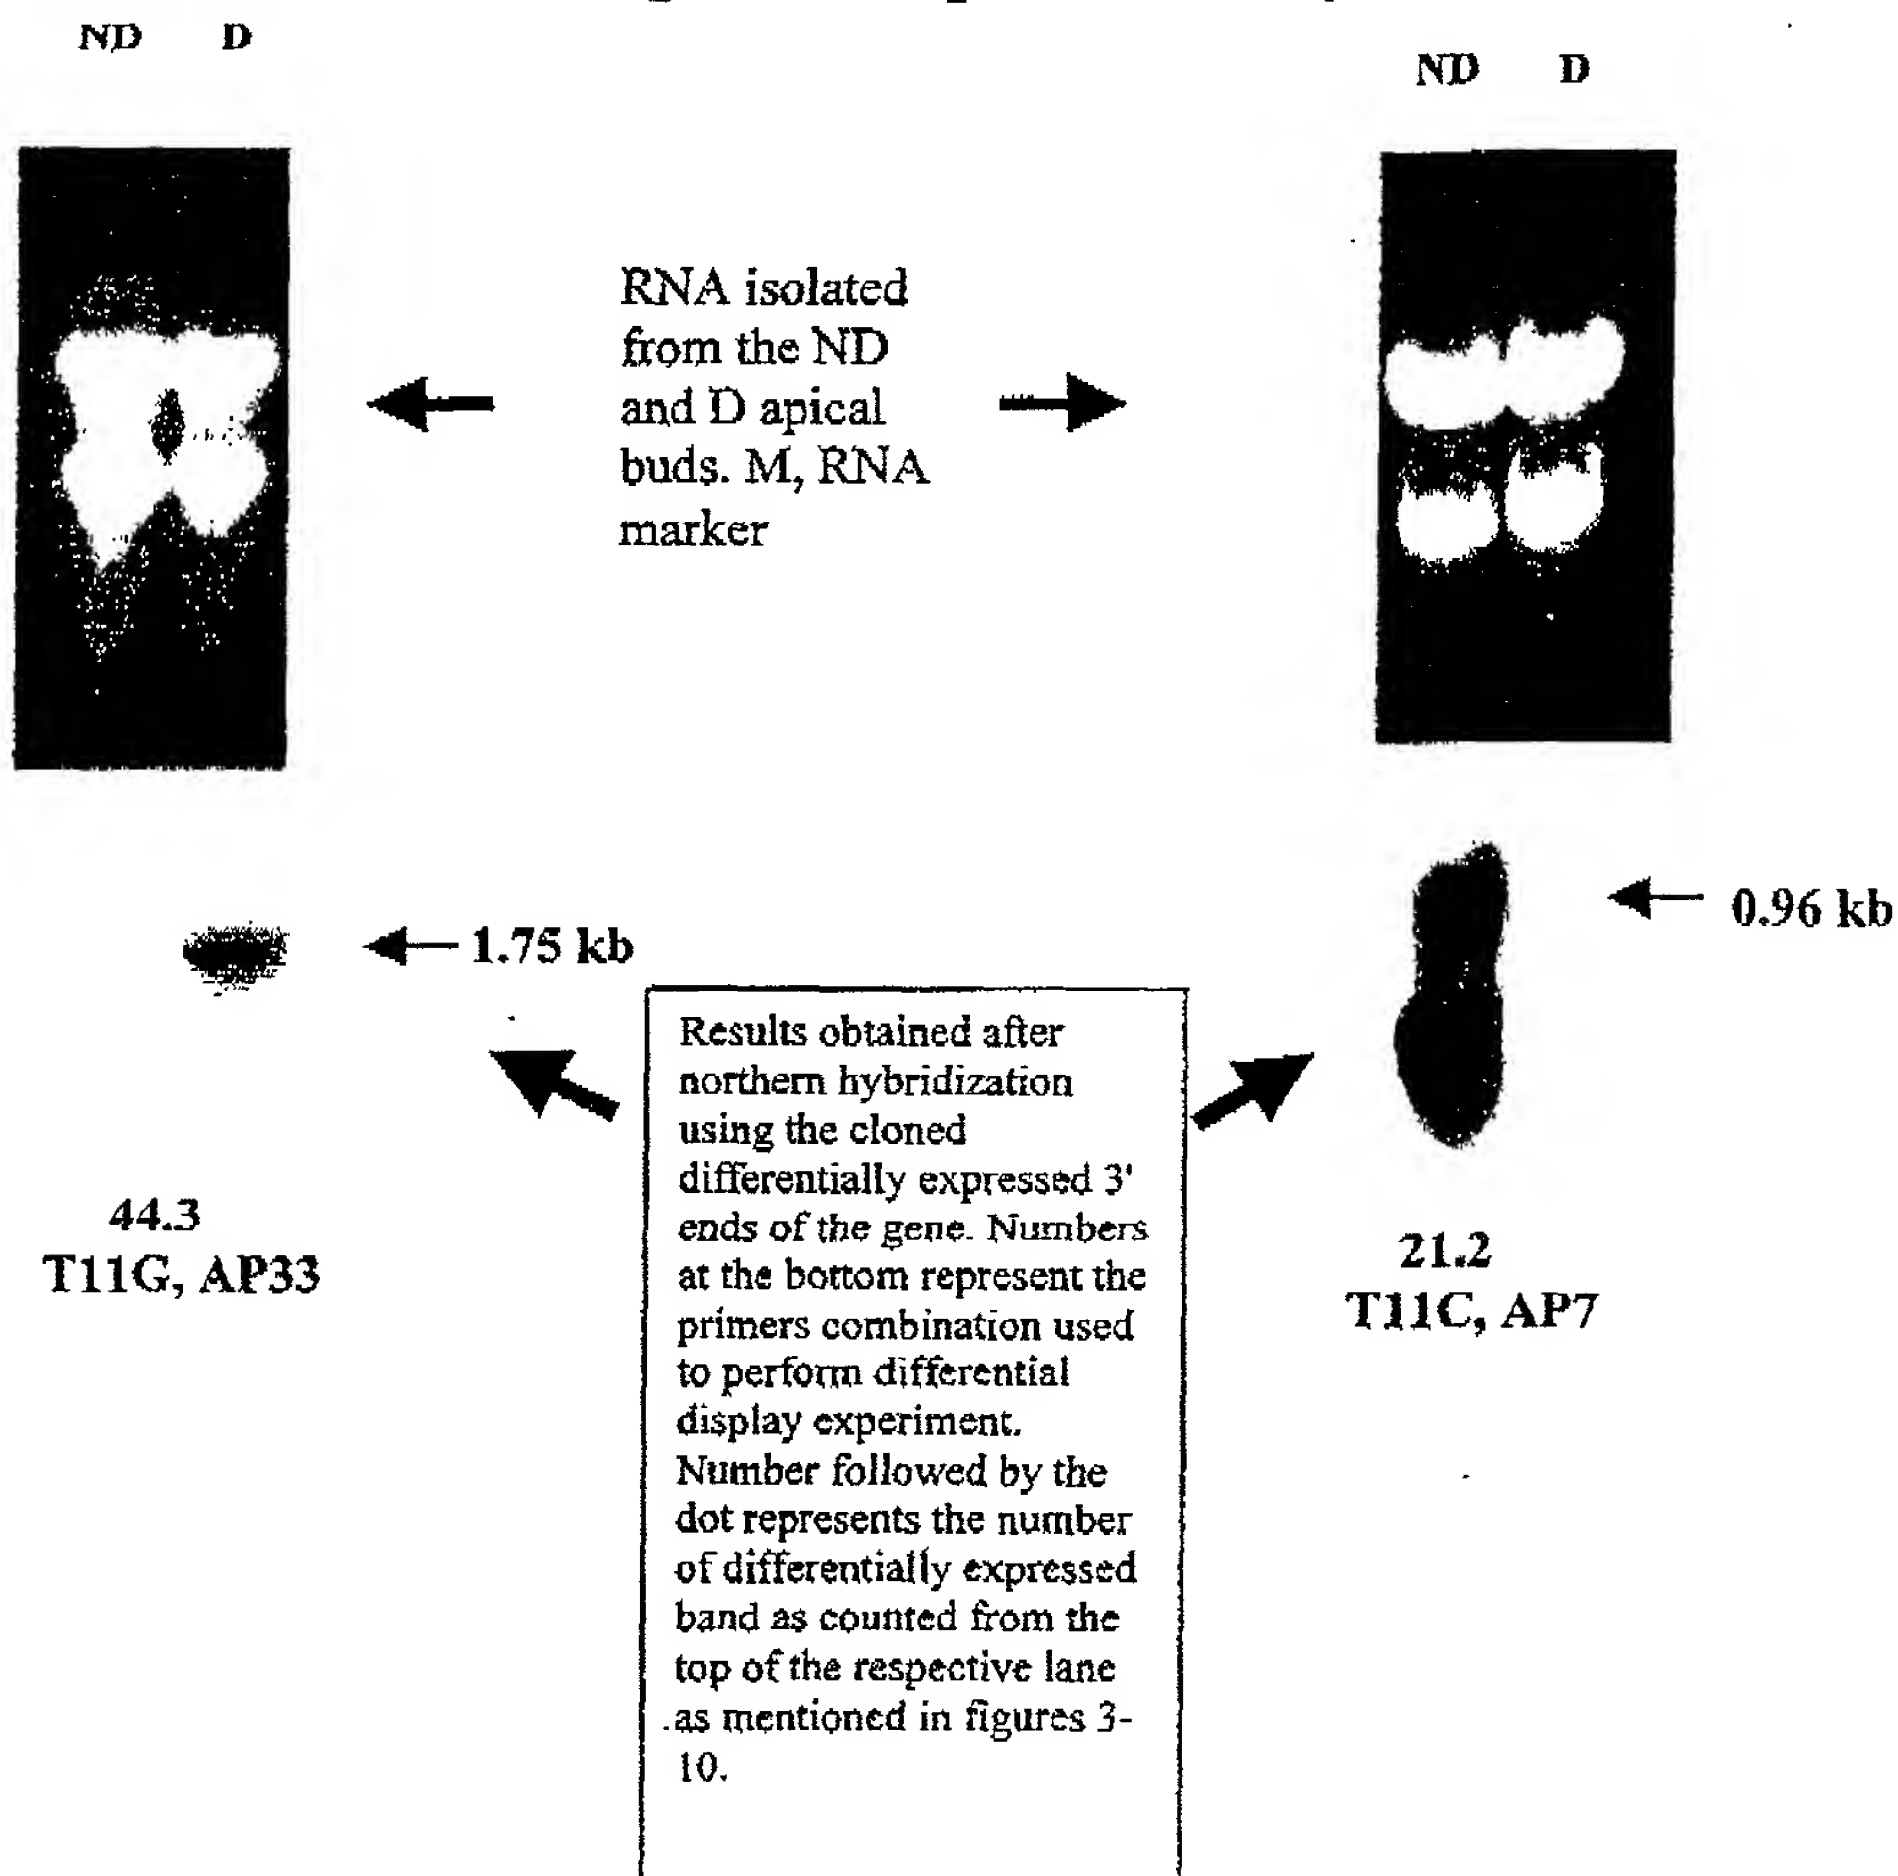 ND D
ND D
RNA isolated
from the ND
and D apical
buds. M, RNA
marker
1.75 kb
0.96 kb
Results obtained after
northern hybridization
using the cloned
differentially expressed 3'
ends of the gene. Numbers
at the bottom represent the
primers combination used
to perform differential
display experiment.
Number followed by the
dot represents the number
of differentially expressed
band as counted from the
top of the respective lane
as mentioned in figures 3-
10.
44.3
T11G, AP33
21.2
T11C, AP7